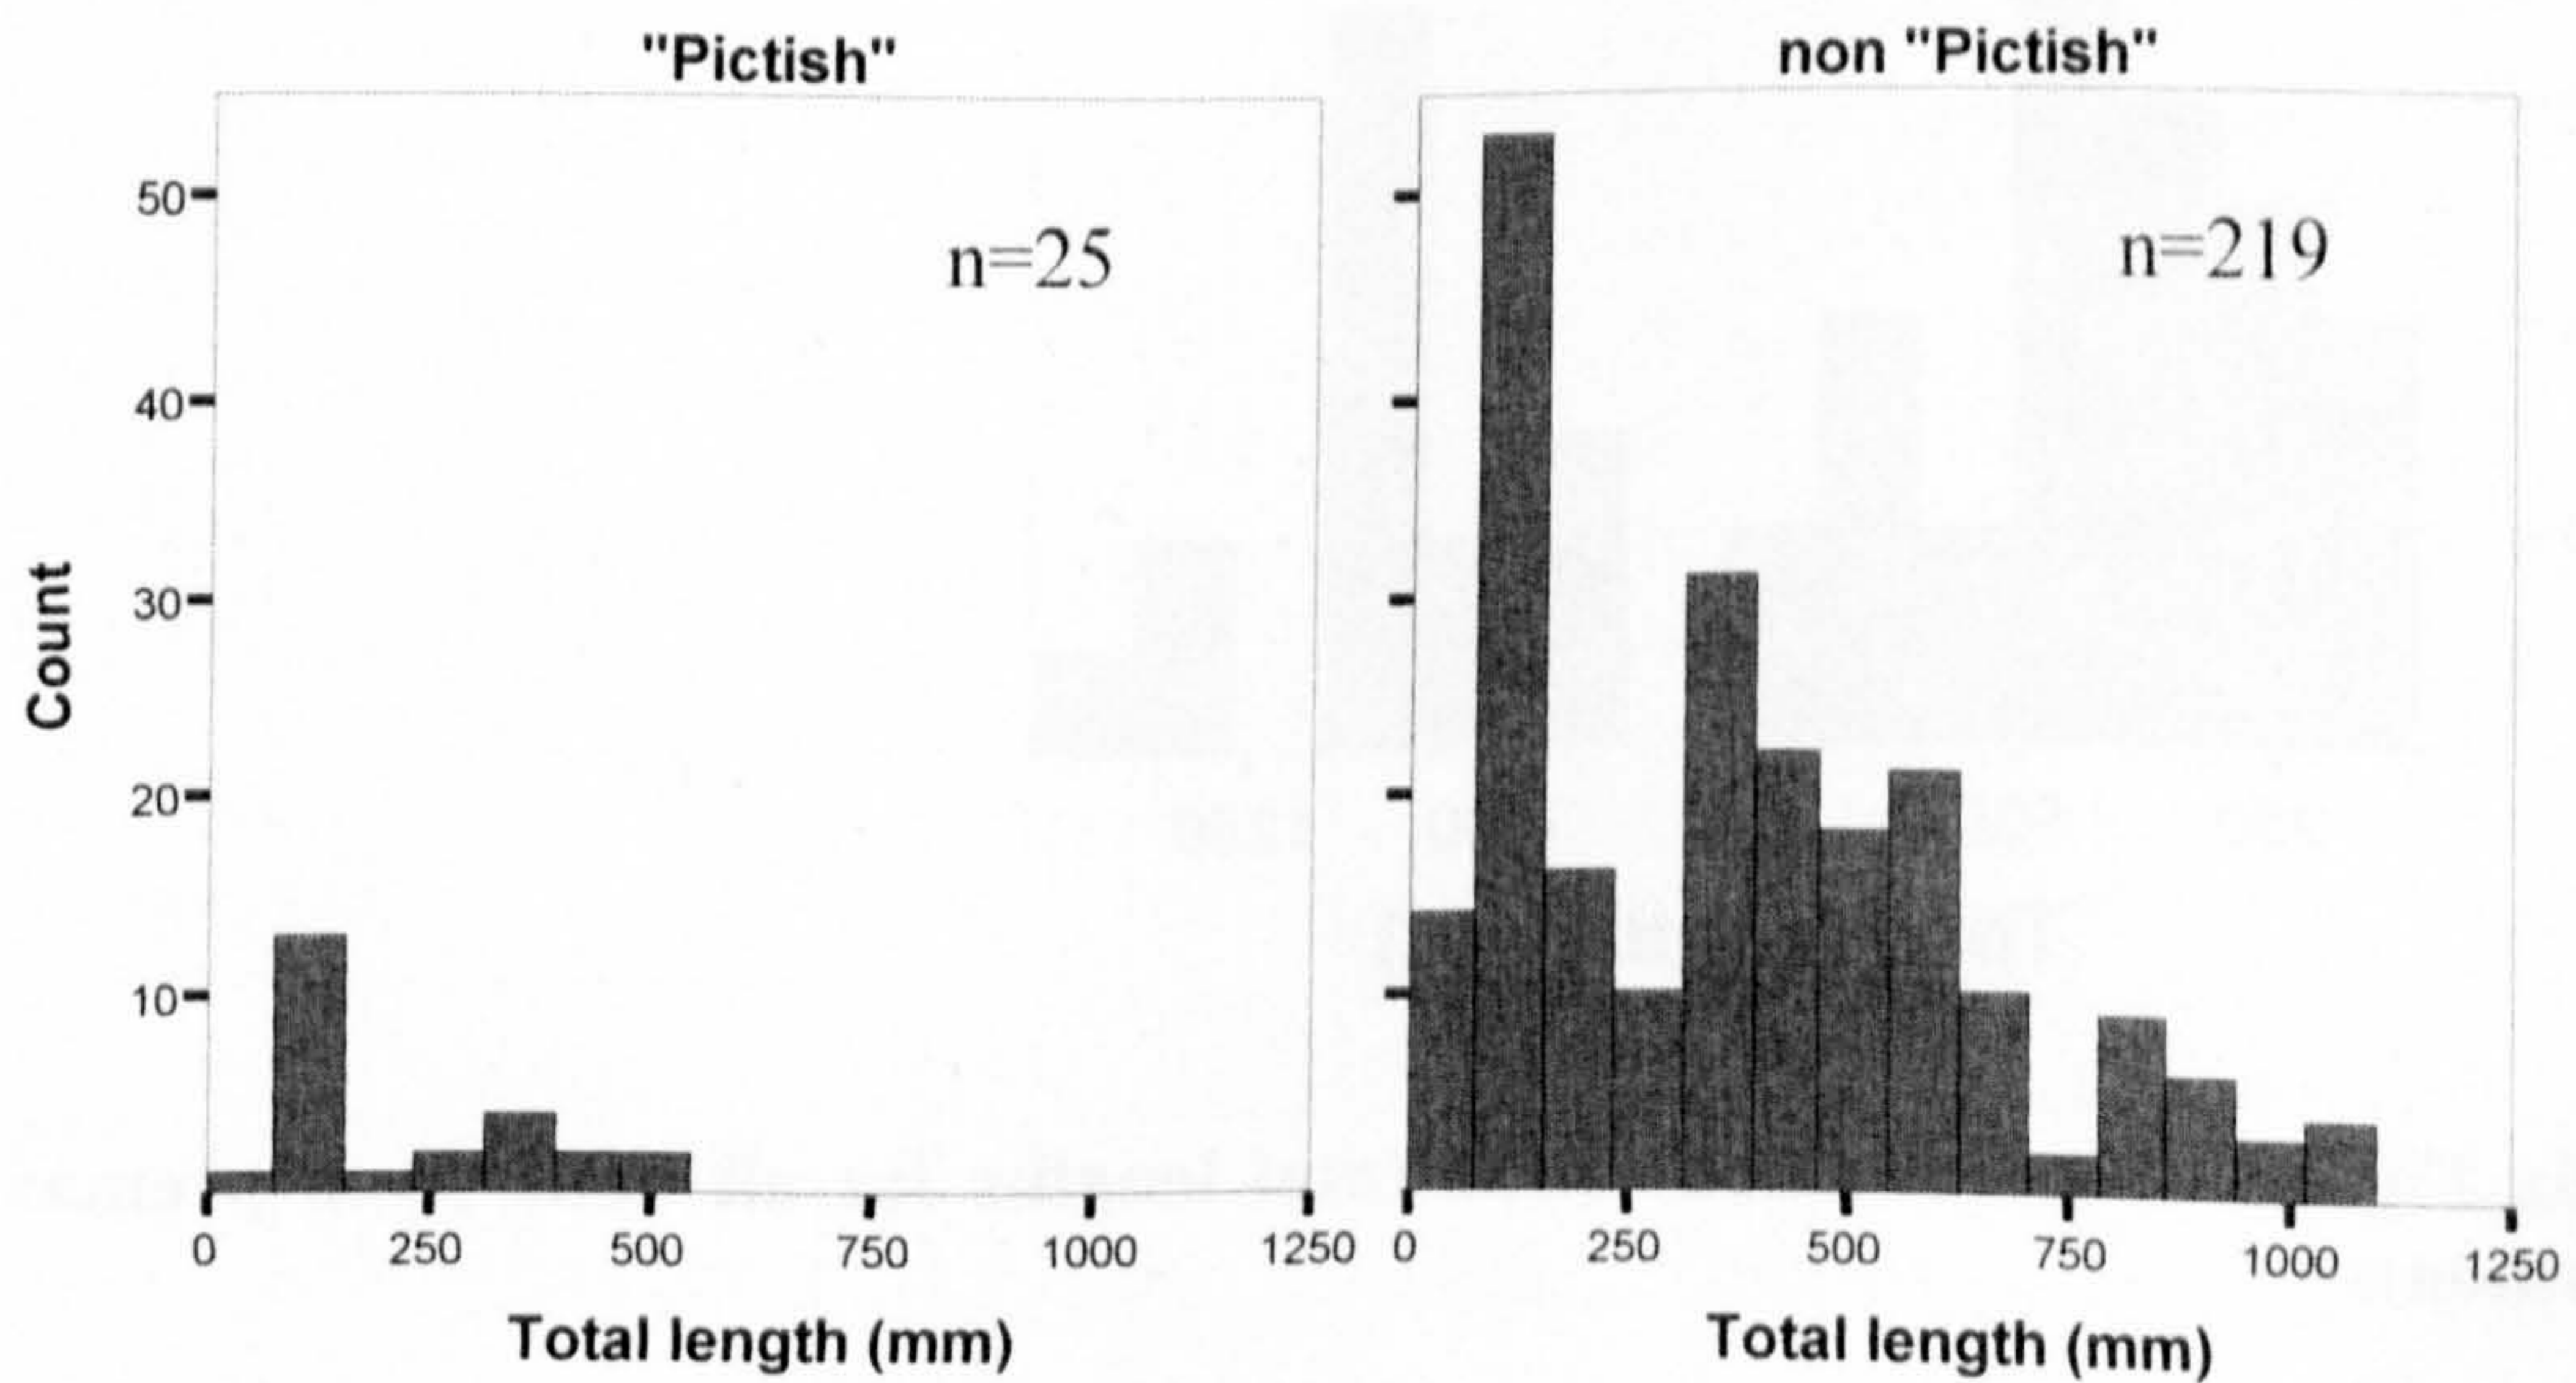 "Pictish"
non "Pictish"
n=25
n=219
Count
50
40
30
20
10
0 250 500 750 1000 1250
0 250 500 750 1000 1250
Total length (mm)
Total length (mm)